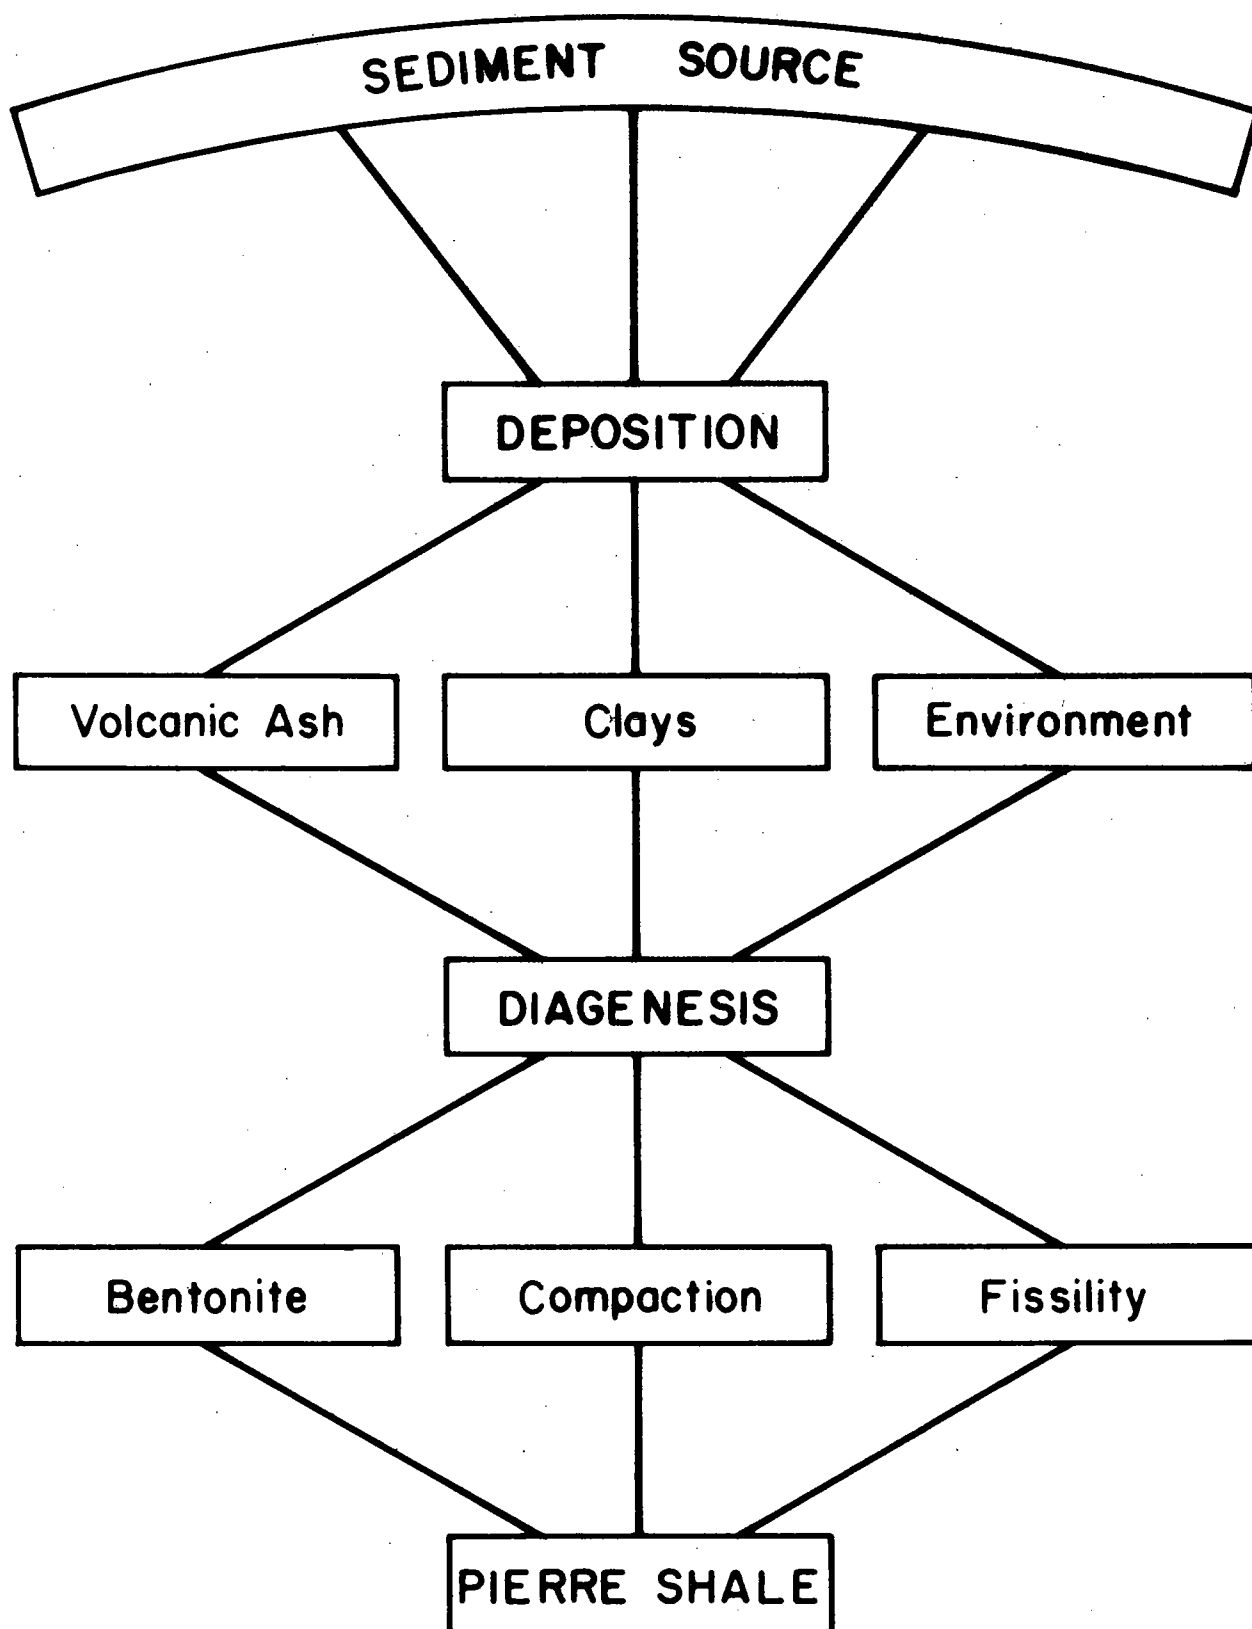 SEDIMENT SOURCE
DEPOSITION
Volcanic Ash
Clays
Environment
DIAGENESIS
Bentonite
Compaction
Fissility
PIERRE SHALE